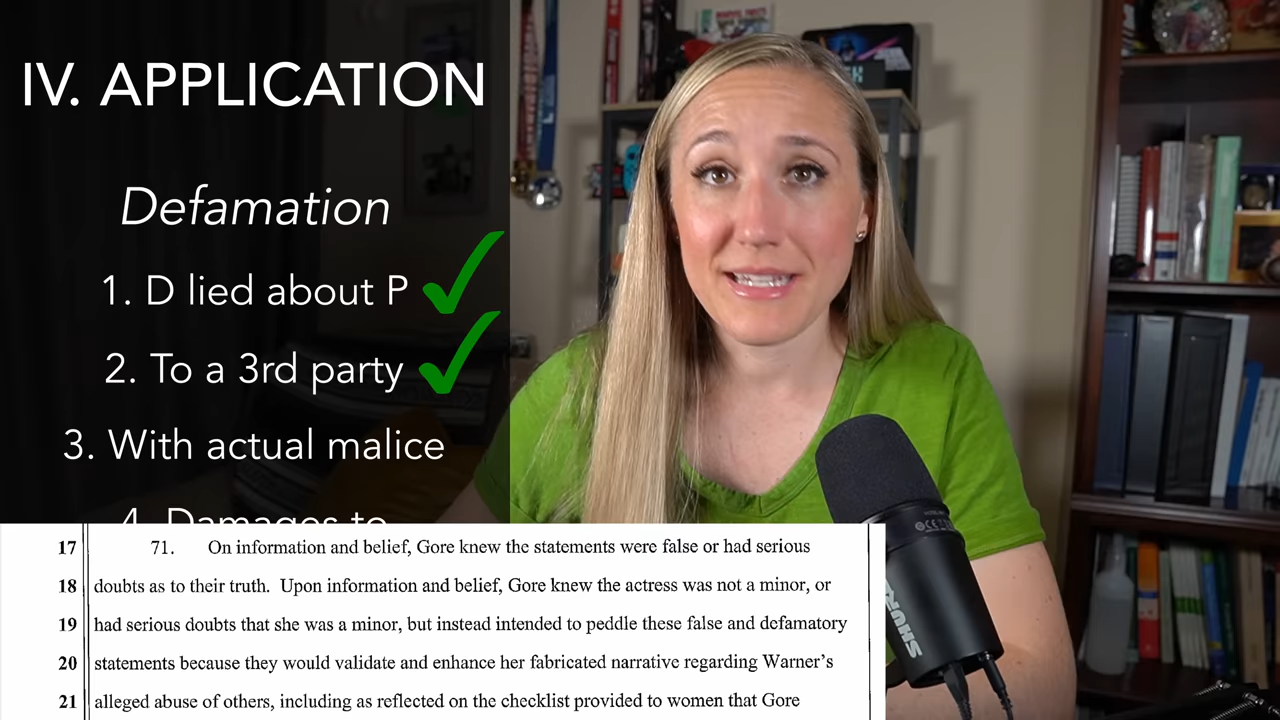 IV. APPLICATION
Defamation
1. D lied about P
2. To a 3rd party
3. With actual malice
4. Damages to
17 71. On information and belief, Gore knew the statements were false or had serious
18 doubts as to their truth. Upon information and belief, Gore knew the actress was not a minor, or
19 had serious doubts that she was a minor, but instead intended to peddle these false and defamatory
20 statements because they would validate and enhance her fabricated narrative regarding Warner's
21 alleged abuse of others, including as reflected on the checklist provided to women that Gore
SHURE